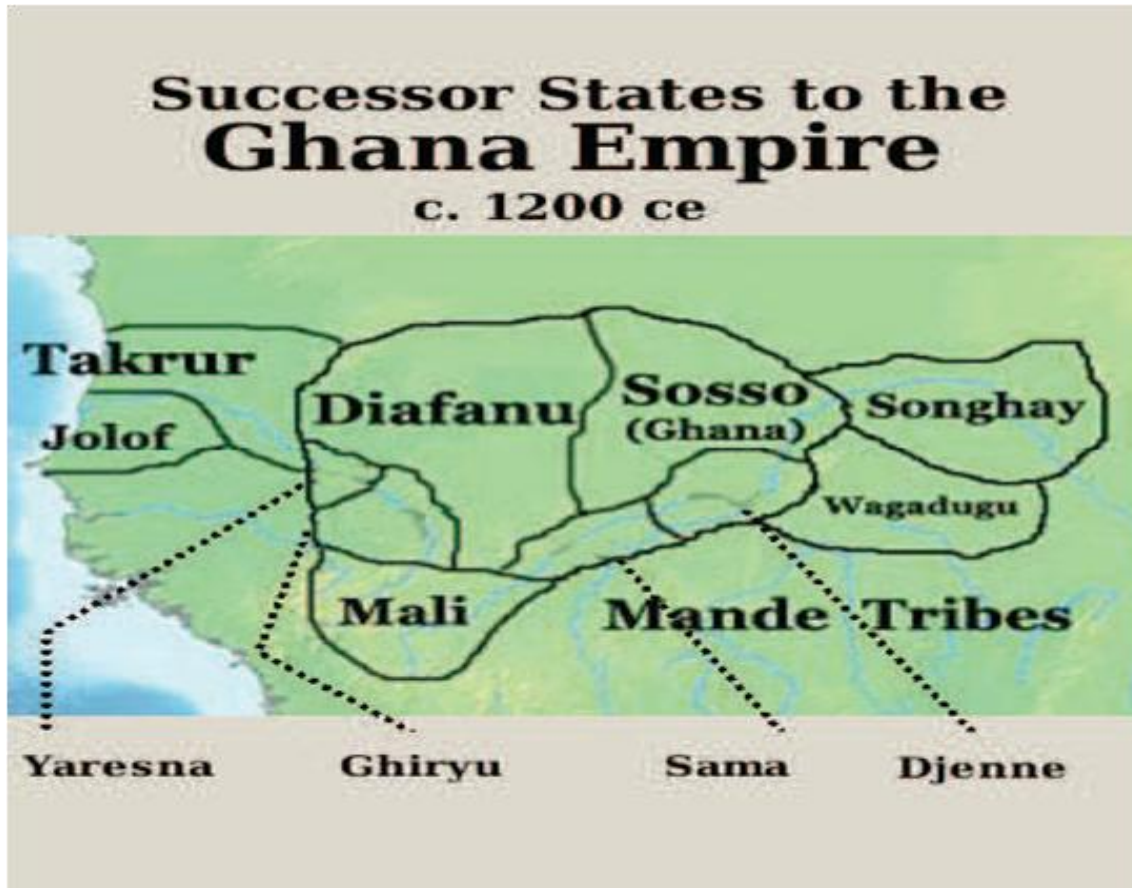 Successor States to the
Ghana Empire
c. 1200 ce
Takrur
Jolof
Diafanu
Sosso
(Ghana)
Songhay
Wagadugu
Mali
Mande Tribes
Yaresna
Ghiryu
Sama
Djenne